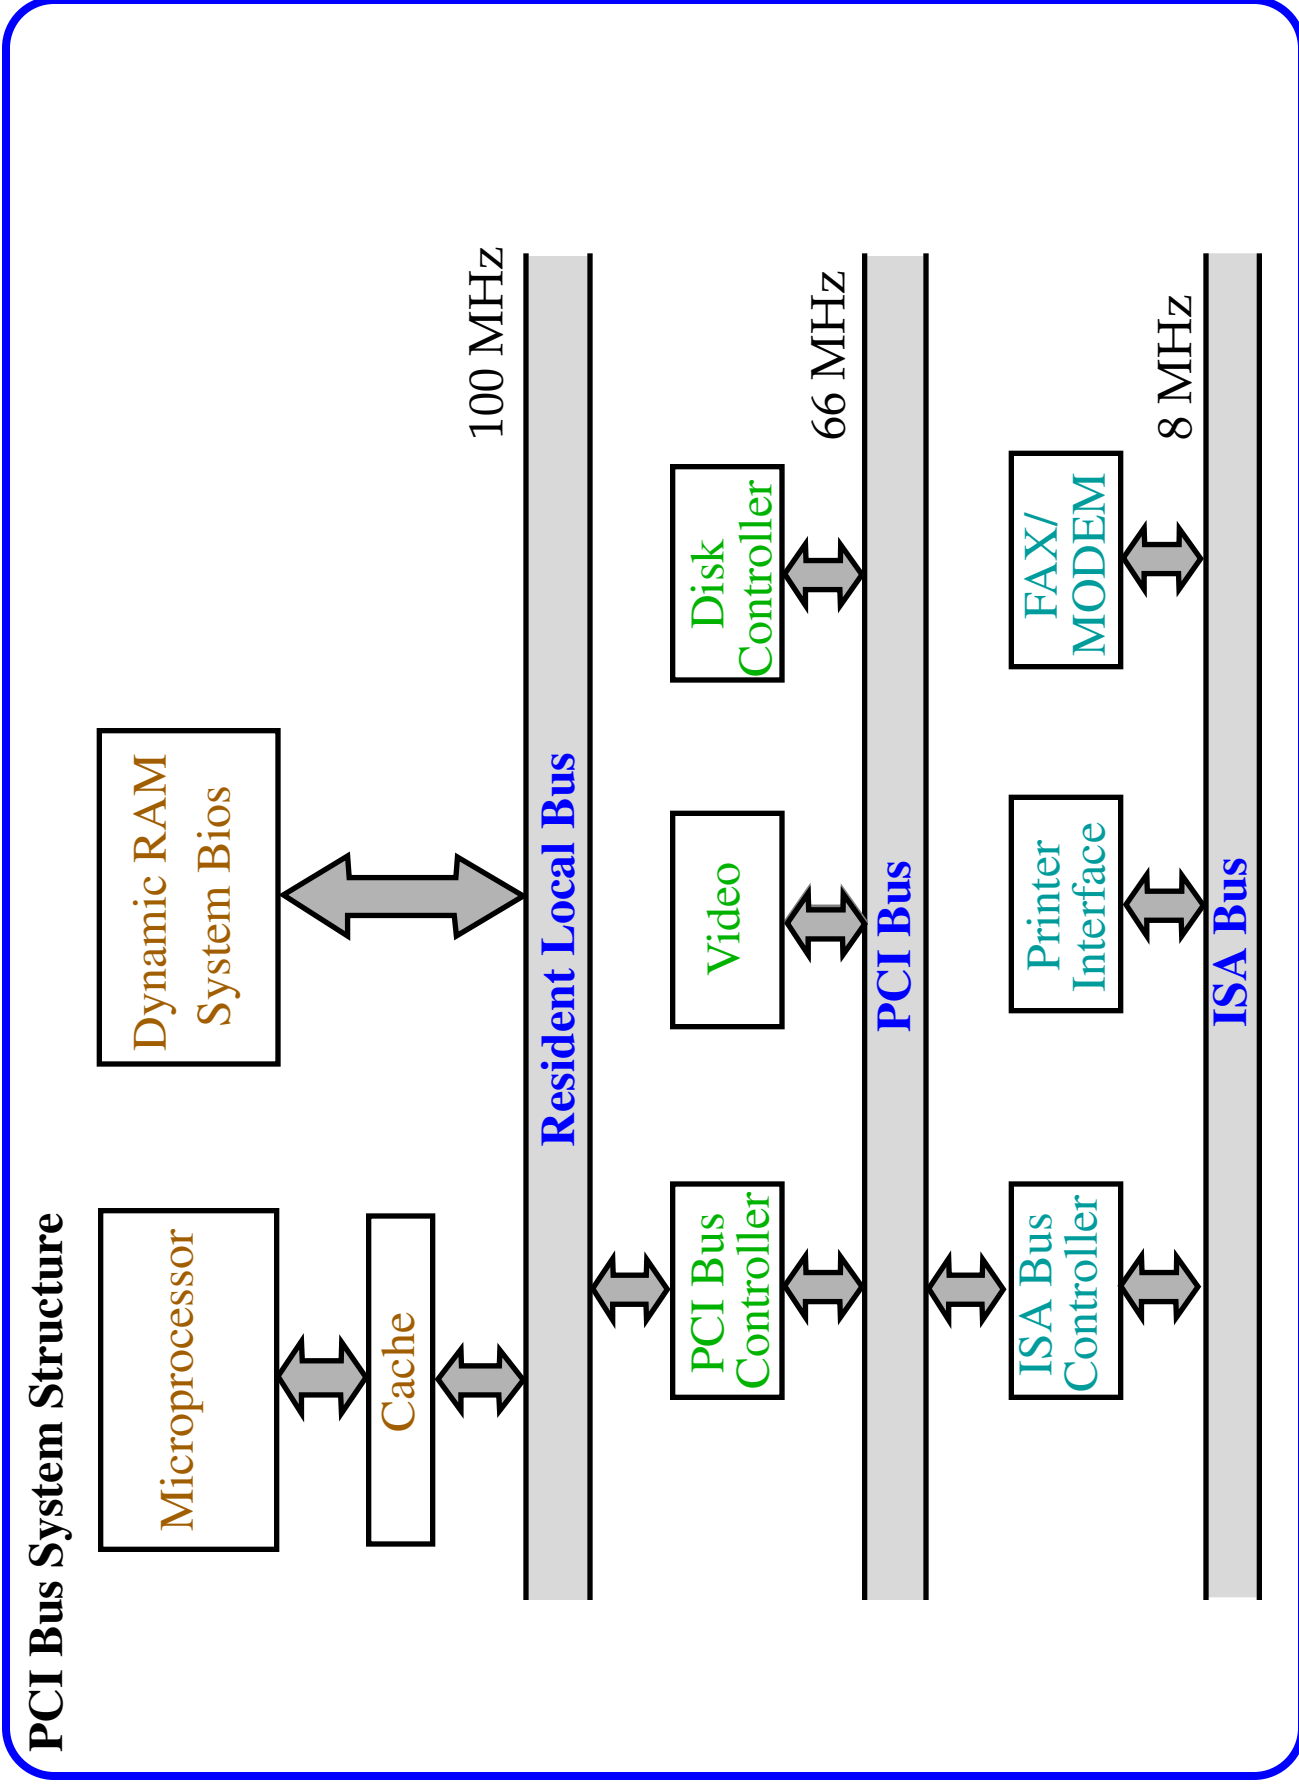 PCI Bus System Structure
Microprocessor
Dynamic RAM
System Bios
Cache
100 MHz
Resident Local Bus
PCI Bus
Controller
Video
Disk
Controller
66 MHz
PCI Bus
ISA Bus
Controller
Printer
Interface
FAX/
MODEM
8 MHz
ISA Bus